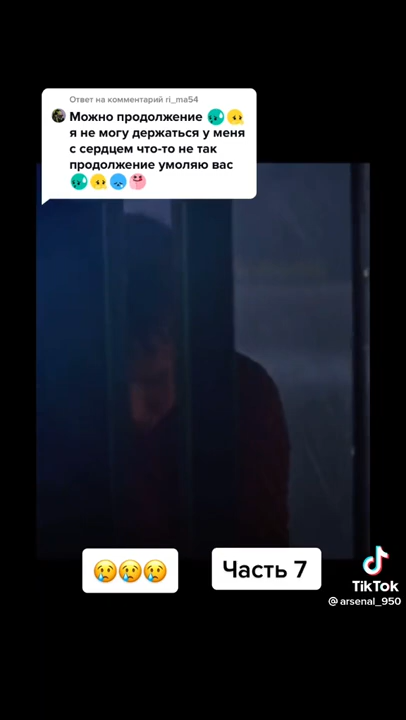 Ответ на комментарий ri_ma54
Можно продолжение
я не могу держаться у меня
с сердцем что-то не так
продолжение умоляю вас
Часть 7
TikTok
@arsenal_950